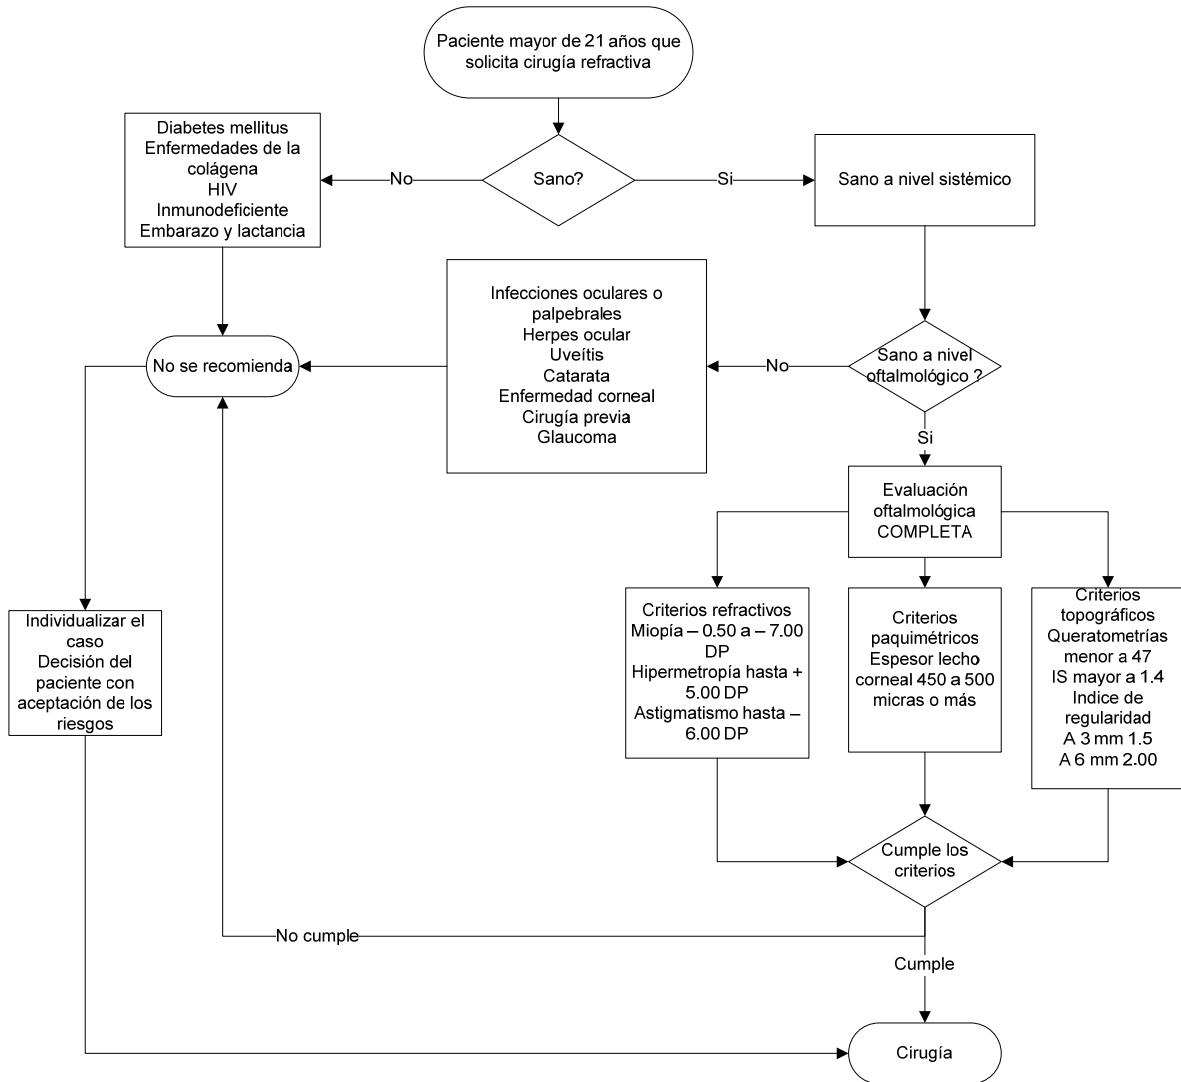 Paciente mayor de 21 años que
solicita cirugía refractiva
Diabetes mellitus
Enfermedades de la
colágena
HIV
Inmunodeficiente
Embarazo y lactancia
No
Sano?
Si
Sano a nivel sistémico
Infecciones oculares o
palpebrales
Herpes ocular
Uveítis
Catarata
Enfermedad corneal
Cirugía previa
Glaucoma
No se recomienda
No
Sano a nivel
oftalmológico ?
Si
Evaluación
oftalmológica
COMPLETA
Individualizar el
caso
Decisión del
paciente con
aceptación de los
riesgos
Criterios refractivos
Miopía – 0.50 a – 7.00
DP
Hipermetropía hasta +
5.00 DP
Astigmatismo hasta –
6.00 DP
Criterios
paquimétricos
Espesor lecho
corneal 450 a 500
micras o más
Criterios
topográficos
Queratometrías
menor a 47
IS mayor a 1.4
Indice de
regularidad
A 3 mm 1.5
A 6 mm 2.00
Cumple los
criterios
No cumple
Cumple
Cirugía